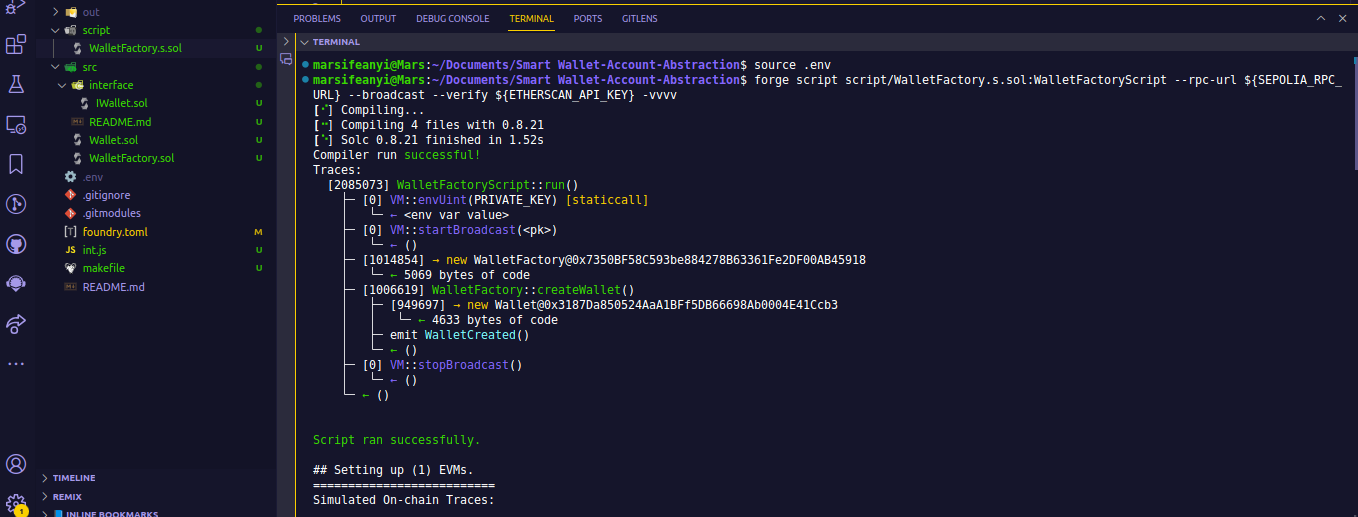 PROBLEMS OUTPUT DEBUG CONSOLE TERMINAL PORTS GITLENS
TERMINAL
out
script
WalletFactory.s.sol U
src
interface
IWallet.sol U
README.md U
Wallet.sol U
WalletFactory.sol U
.env
.gitignore U
.gitmodules U
[T] foundry.toml M
JS int.js U
makefile U
README.md
TIMELINE
REMIX
INLINE BOOKMARKS
1
marsifeanyi@Mars:~/Documents/Smart Wallet-Account-Abstraction$ source .env
marsifeanyi@Mars:~/Documents/Smart Wallet-Account-Abstraction$ forge script script/WalletFactory.s.sol:WalletFactoryScript --rpc-url ${SEPOLIA_RPC_
URL} --broadcast --verify ${ETHERSCAN_API_KEY} -vvvv
[⠊] Compiling...
[⠒] Compiling 4 files with 0.8.21
[⠑] Solc 0.8.21 finished in 1.52s
Compiler run successful!
Traces:
[2085073] WalletFactoryScript::run()
├─ [0] VM::envUint(PRIVATE_KEY) [staticcall]
│ └─ ← <env var value>
├─ [0] VM::startBroadcast(<pk>)
│ └─ ← ()
├─ [1014854] → new WalletFactory@0x7350BF58C593be884278B63361Fe2DF00AB45918
│ └─ ← 5069 bytes of code
├─ [1006619] WalletFactory::createWallet()
│ ├─ [949697] → new Wallet@0x3187Da850524AaA1BFf5DB66698Ab0004E41Ccb3
│ │ └─ ← 4633 bytes of code
│ ├─ emit WalletCreated()
│ └─ ← ()
├─ [0] VM::stopBroadcast()
│ └─ ← ()
└─ ← ()
Script ran successfully.
## Setting up (1) EVMs.
==========================
Simulated On-chain Traces: